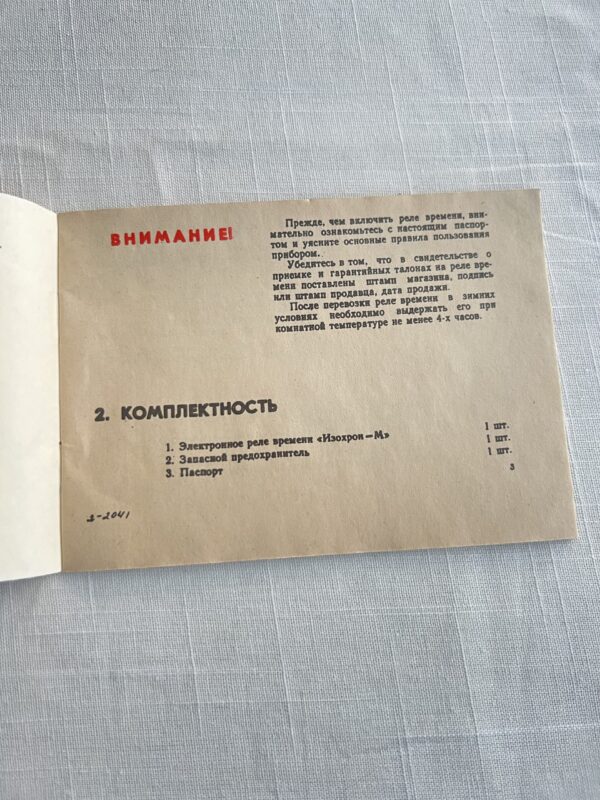 ВНИМАНИЕ!
Прежде, чем включить реле времени, вни-
мательно ознакомьтесь с настоящим паспор-
том и уясните основные правила пользования
прибором.
Убедитесь в том, что в свидетельстве о
приемке и гарантийных талонах на реле вре-
мени поставлены штамп магазина, подпись
или штамп продавца, дата продажи.
После перевозки реле времени в зимних
условиях необходимо выдержать его при
комнатной температуре не менее 4-х часов.
2. КОМПЛЕКТНОСТЬ
1. Электронное реле времени «Изохрон—М» 1 шт.
2. Запасной предохранитель 1 шт.
3. Паспорт 1 шт.
3
3-2041